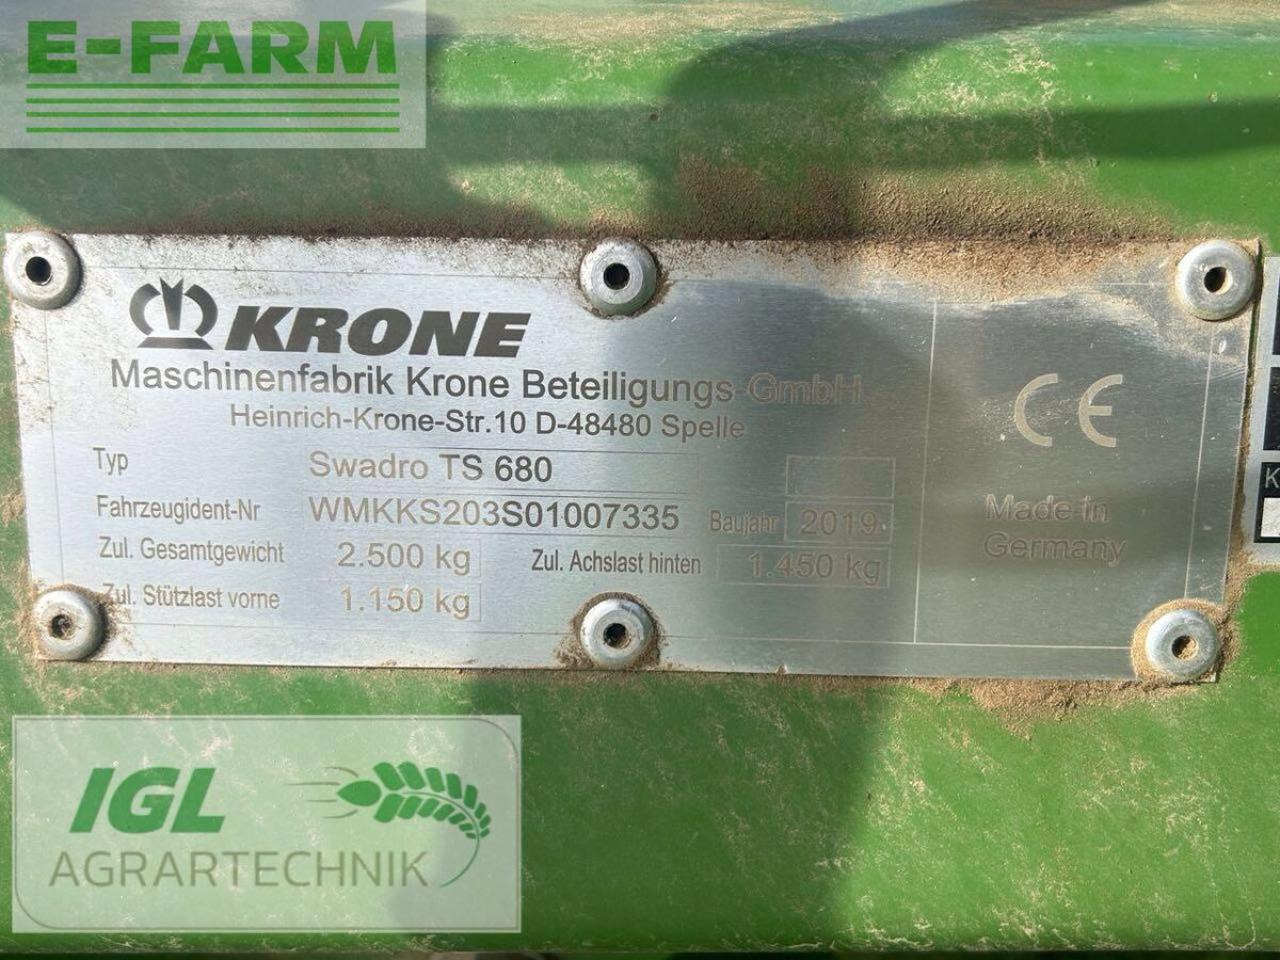 E-FARM
KRONE
Maschinenfabrik Krone Beteiligungs-GmbH
Heinrich-Krone-Str.10 D-48480 Spelle
Typ Swadro TS 680
Fahrzeugident-Nr WMKKS203S01007335 Baujahr 2019
Zul. Gesamtgewicht 2.500 kg Zul. Achslast hinten 1.450 kg
Zul. Stützlast vorne 1.150 kg
CE
Made in
Germany
K
IGL
AGRARTECHNIK